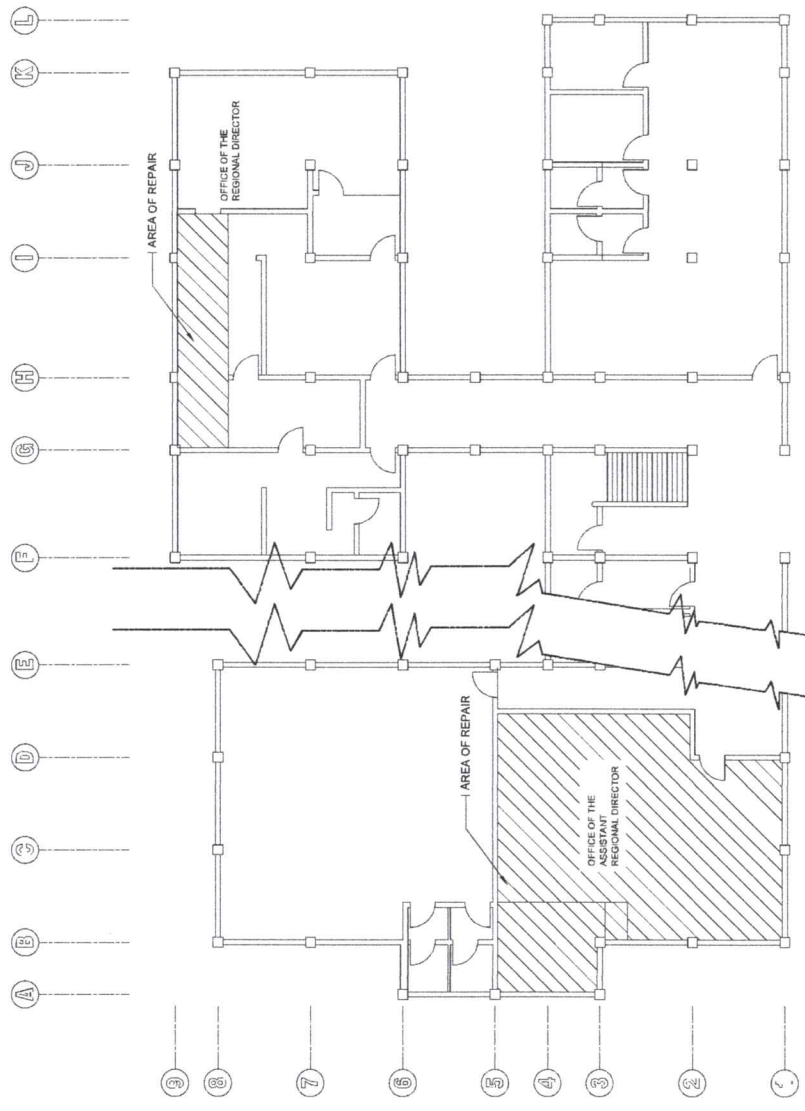 L
K
J
I
H
G
F
E
D
C
B
A
9
8
7
6
5
4
3
2
AREA OF REPAIR
OFFICE OF THE
REGIONAL DIRECTOR
AREA OF REPAIR
OFFICE OF THE
ASSISTANT
REGIONAL DIRECTOR